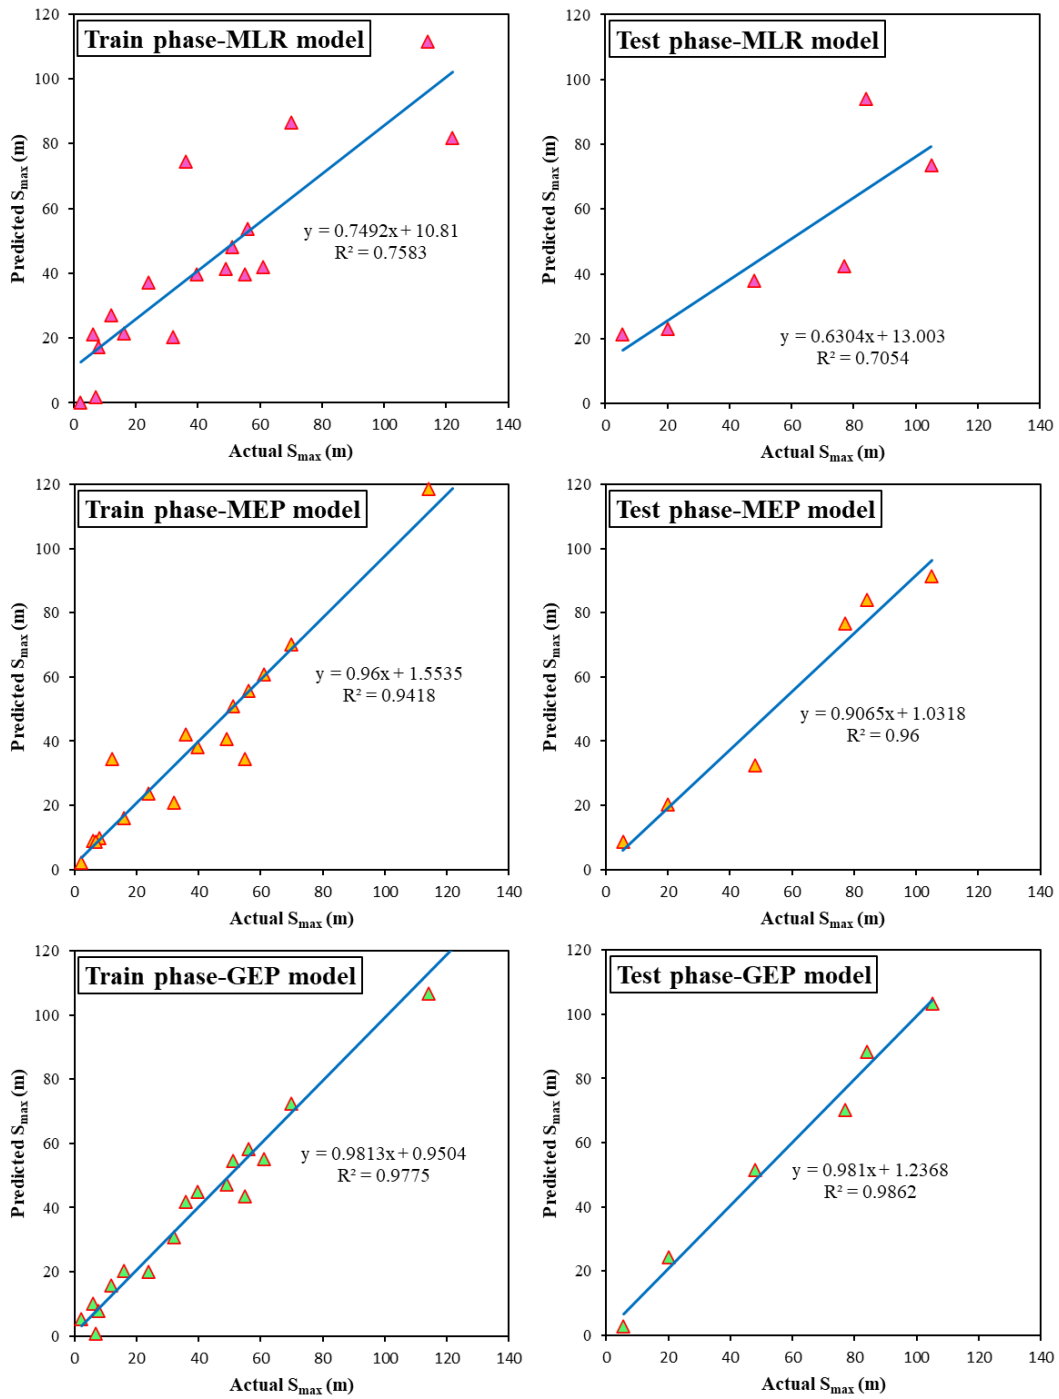 Train phase-MLR model
120
100
80
60
40
20
0
Predicted Smax (m)
y = 0.7492x + 10.81
R² = 0.7583
0 20 40 60 80 100 120 140
Actual Smax (m)
Test phase-MLR model
120
100
80
60
40
20
0
Predicted Smax (m)
y = 0.6304x + 13.003
R² = 0.7054
0 20 40 60 80 100 120 140
Actual Smax (m)
Train phase-MEP model
120
100
80
60
40
20
0
Predicted Smax (m)
y = 0.96x + 1.5535
R² = 0.9418
0 20 40 60 80 100 120 140
Actual Smax (m)
Test phase-MEP model
120
100
80
60
40
20
0
Predicted Smax (m)
y = 0.9065x + 1.0318
R² = 0.96
0 20 40 60 80 100 120 140
Actual Smax (m)
Train phase-GEP model
120
100
80
60
40
20
0
Predicted Smax (m)
y = 0.9813x + 0.9504
R² = 0.9775
0 20 40 60 80 100 120 140
Actual Smax (m)
Test phase-GEP model
120
100
80
60
40
20
0
Predicted Smax (m)
y = 0.981x + 1.2368
R² = 0.9862
0 20 40 60 80 100 120 140
Actual Smax (m)